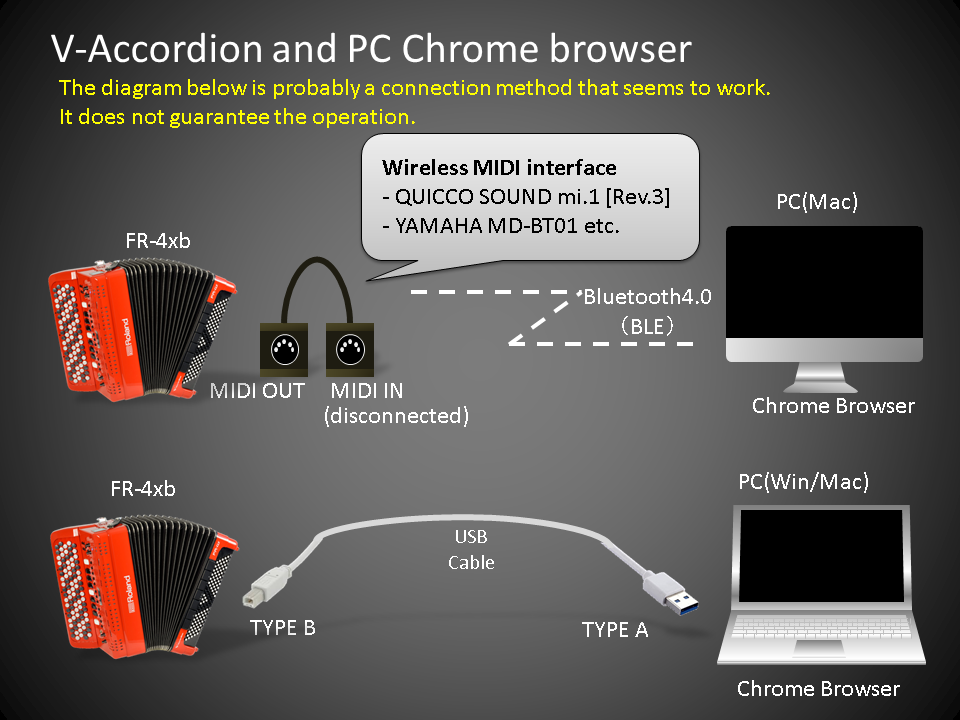 V-Accordion and PC Chrome browser
The diagram below is probably a connection method that seems to work.
It does not guarantee the operation.
Wireless MIDI interface
- QUICCO SOUND mi.1 [Rev.3]
- YAMAHA MD-BT01 etc.
PC(Mac)
FR-4xb
Bluetooth4.0
（BLE）
Roland
MIDI OUT
MIDI IN
(disconnected)
Chrome Browser
FR-4xb
PC(Win/Mac)
USB
Cable
Roland
TYPE B
TYPE A
Chrome Browser